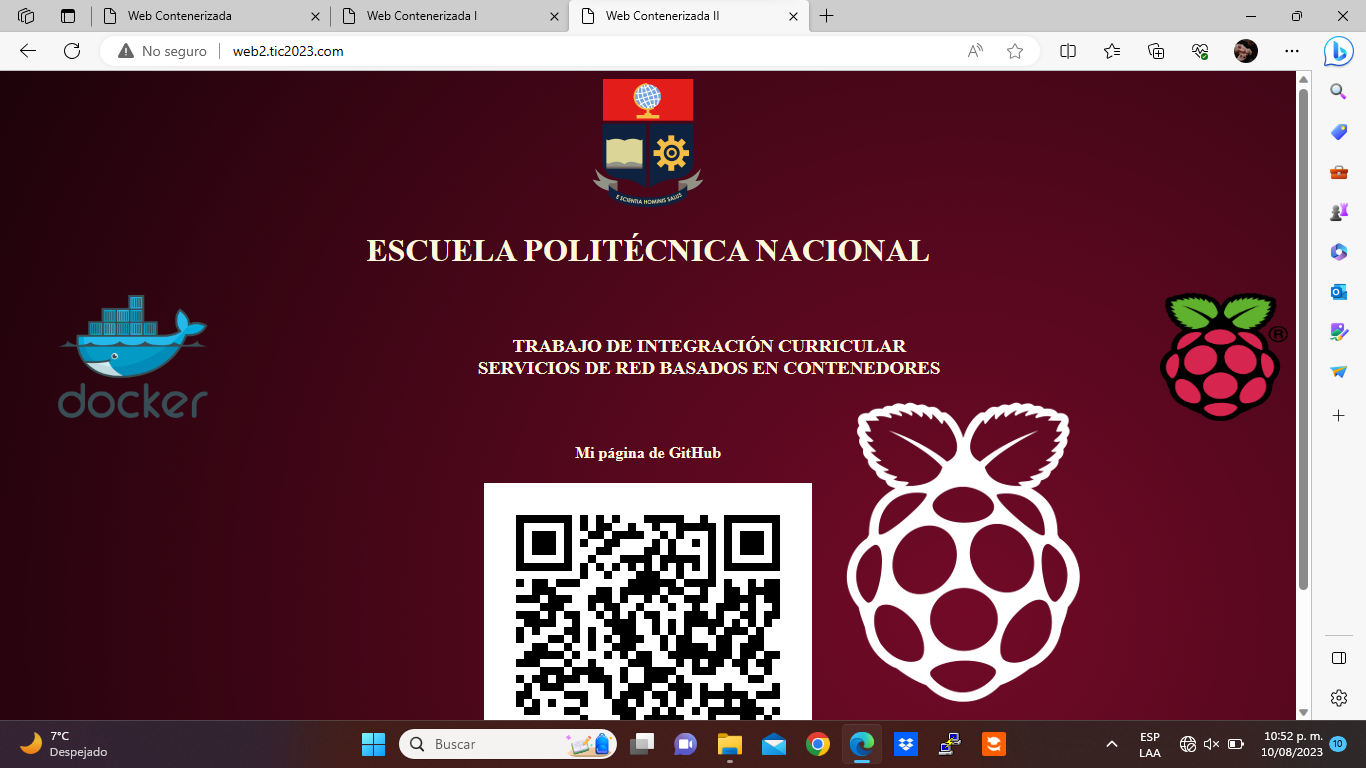 Web Contenerizada
Web Contenerizada I
Web Contenerizada II
No seguro
web2.tic2023.com
E SCIENTIA HOMINIS SALUS
ESCUELA POLITÉCNICA NACIONAL
docker
®
TRABAJO DE INTEGRACIÓN CURRICULAR
SERVICIOS DE RED BASADOS EN CONTENEDORES
Mi página de GitHub
7°C
Despejado
Buscar
ESP
LAA
10:52 p. m.
10/08/2023
10